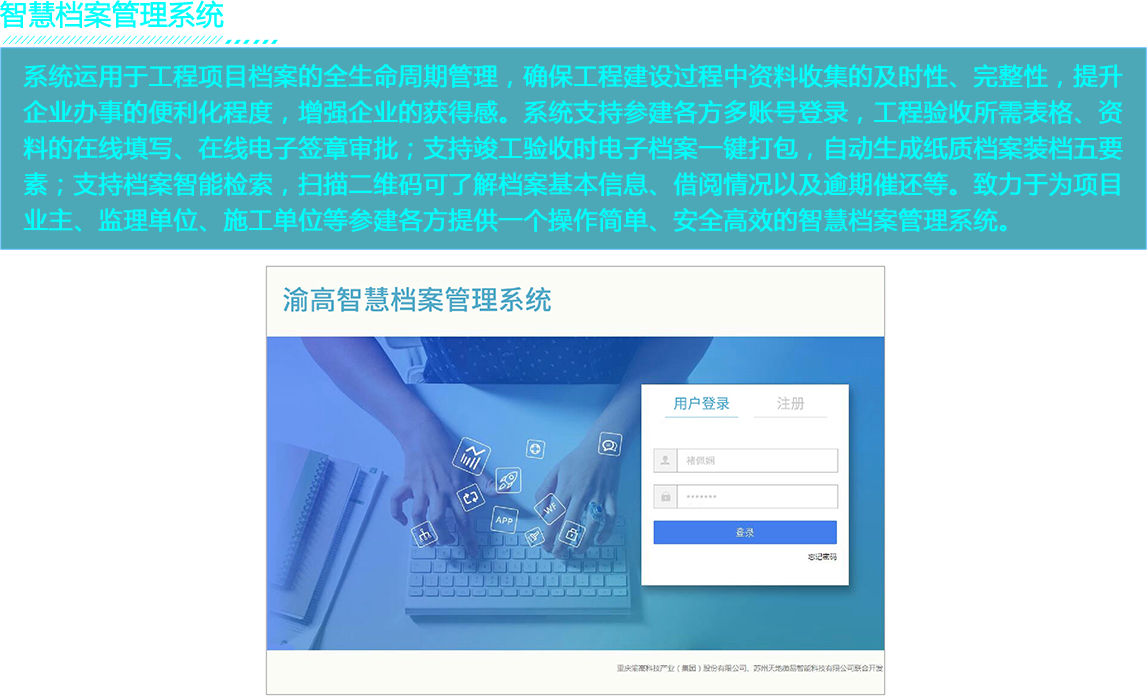 智慧档案管理系统
系统运用于工程项目档案的全生命周期管理，确保工程建设过程中资料收集的及时性、完整性，提升
企业办事的便利化程度，增强企业的获得感。系统支持参建各方多账号登录，工程验收所需表格、资
料的在线填写、在线电子签章审批；支持竣工验收时电子档案一键打包，自动生成纸质档案装档五要
素；支持档案智能检索，扫描二维码可了解档案基本信息、借阅情况以及逾期催还等。致力于为项目
业主、监理单位、施工单位等参建各方提供一个操作简单、安全高效的智慧档案管理系统。
渝高智慧档案管理系统
用户登录 注册
APP
WF
*******
登录
忘记密码
重庆渝高科技产业（集团）股份有限公司、苏州天地微易智能科技有限公司联合开发